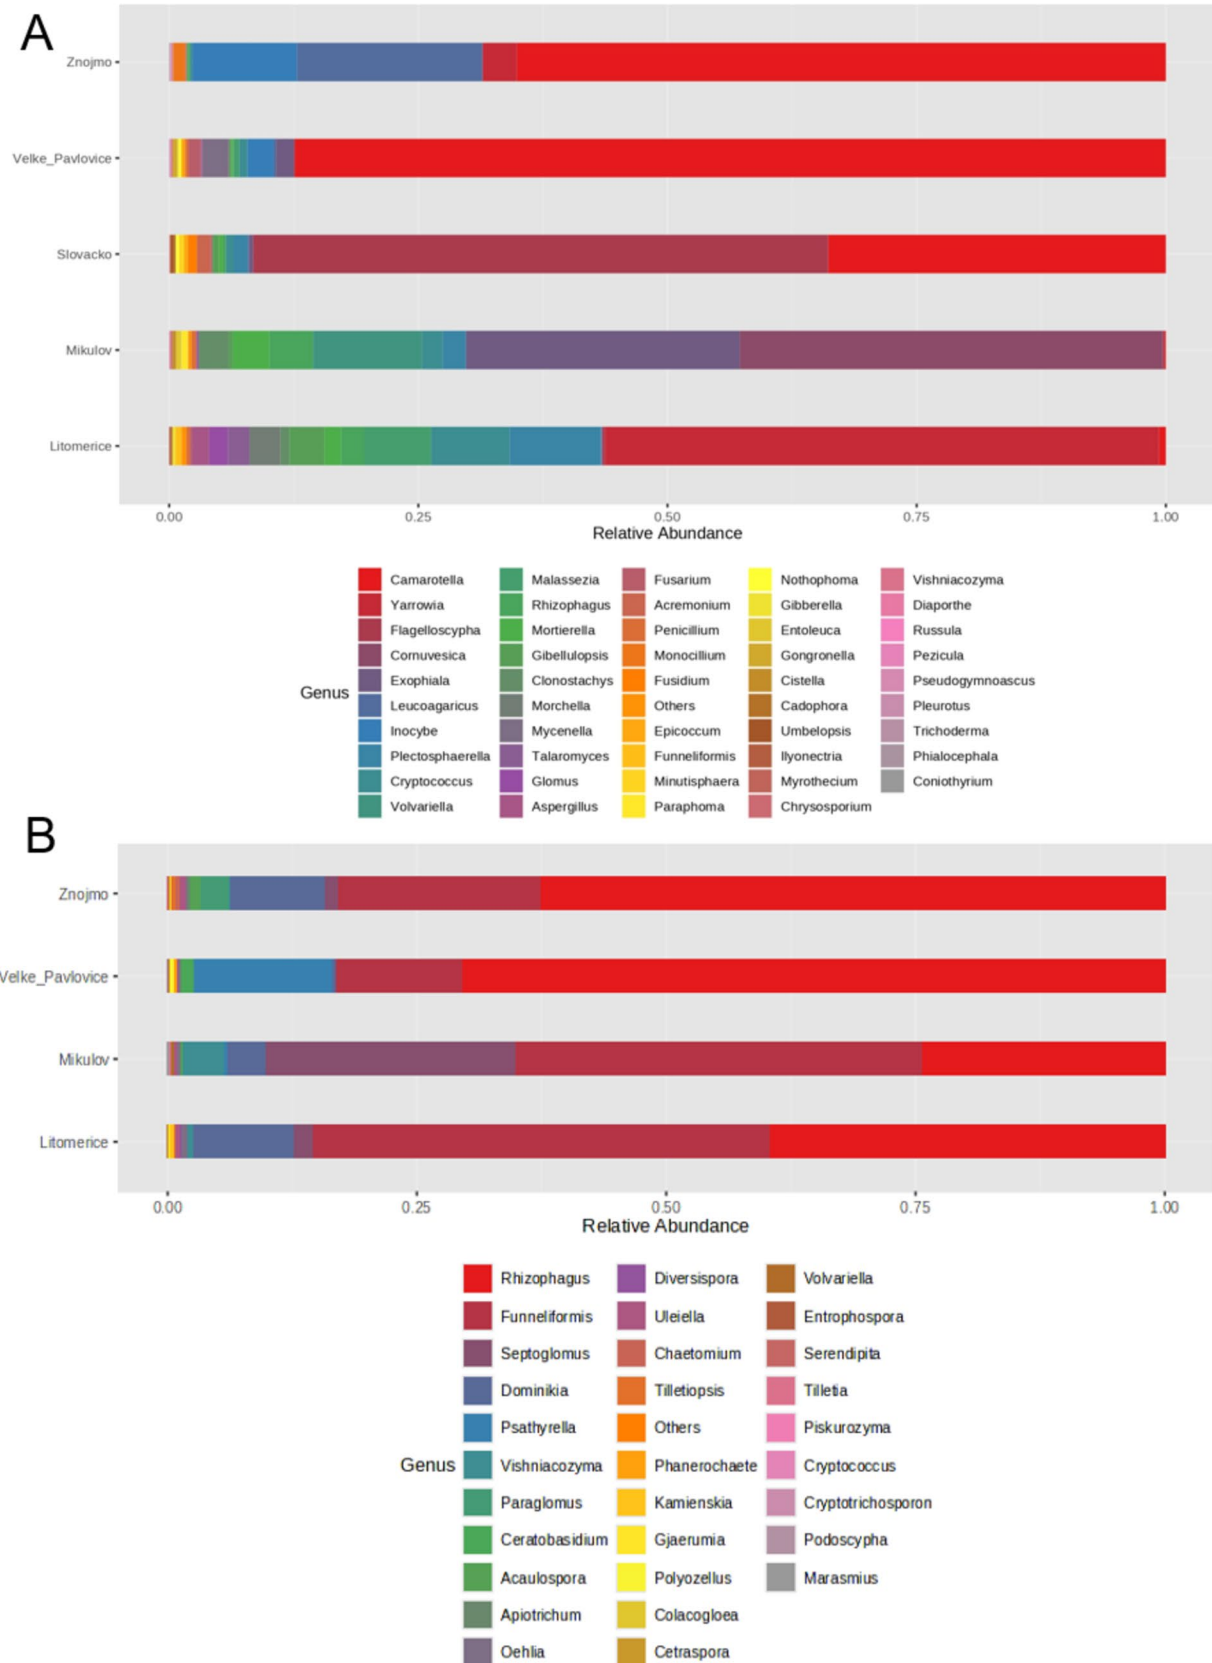 A
Znojmo
Velke_Pavlovice
Slovacko
Mikulov
Litomerice
0.00 0.25 0.50 0.75 1.00
Relative Abundance
Genus
Camarotella Malassezia Fusarium Nothophoma Vishniacozyma
Yarrowia Rhizophagus Acremonium Gibberella Diaporthe
Flagelloscypha Mortierella Penicillium Entoleuca Russula
Cornuvesica Gibellulopsis Monocillium Gongronella Pezicula
Exophiala Clonostachys Fusidium Cistella Pseudogymnoascus
Leucoagaricus Morchella Others Cadophora Pleurotus
Inocybe Mycenella Epicoccum Umbelopsis Trichoderma
Plectosphaerella Talaromyces Funneliformis Ilyonectria Phialocephala
Cryptococcus Glomus Minutisphaera Myrothecium Coniothyrium
Volvariella Aspergillus Paraphoma Chrysosporium
B
Znojmo
Velke_Pavlovice
Mikulov
Litomerice
0.00 0.25 0.50 0.75 1.00
Relative Abundance
Genus
Rhizophagus Diversispora Volvariella
Funneliformis Uleiella Entrophospora
Septoglomus Chaetomium Serendipita
Dominikia Tilletiopsis Tilletia
Psathyrella Others Piskurozyma
Vishniacozyma Phanerochaete Cryptococcus
Paraglomus Kamienskia Cryptotrichosporon
Ceratobasidium Gjaerumia Podoscypha
Acaulospora Polyozellus Marasmius
Apiotrichum Colacogloea
Oehlia Cetraspora